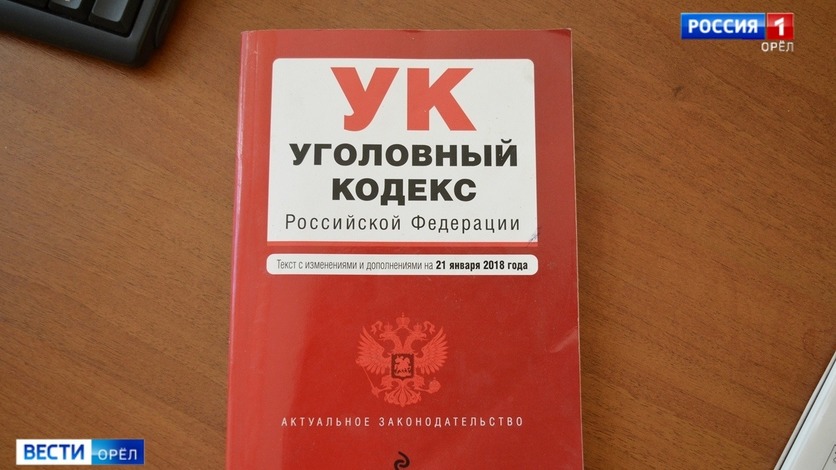 РОССИЯ 1
ОРЁЛ
УК
УГОЛОВНЫЙ
КОДЕКС
Российской Федерации
Текст с изменениями и дополнениями на 21 января 2018 года
АКТУАЛЬНОЕ ЗАКОНОДАТЕЛЬСТВО
ВЕСТИ ОРЁЛ